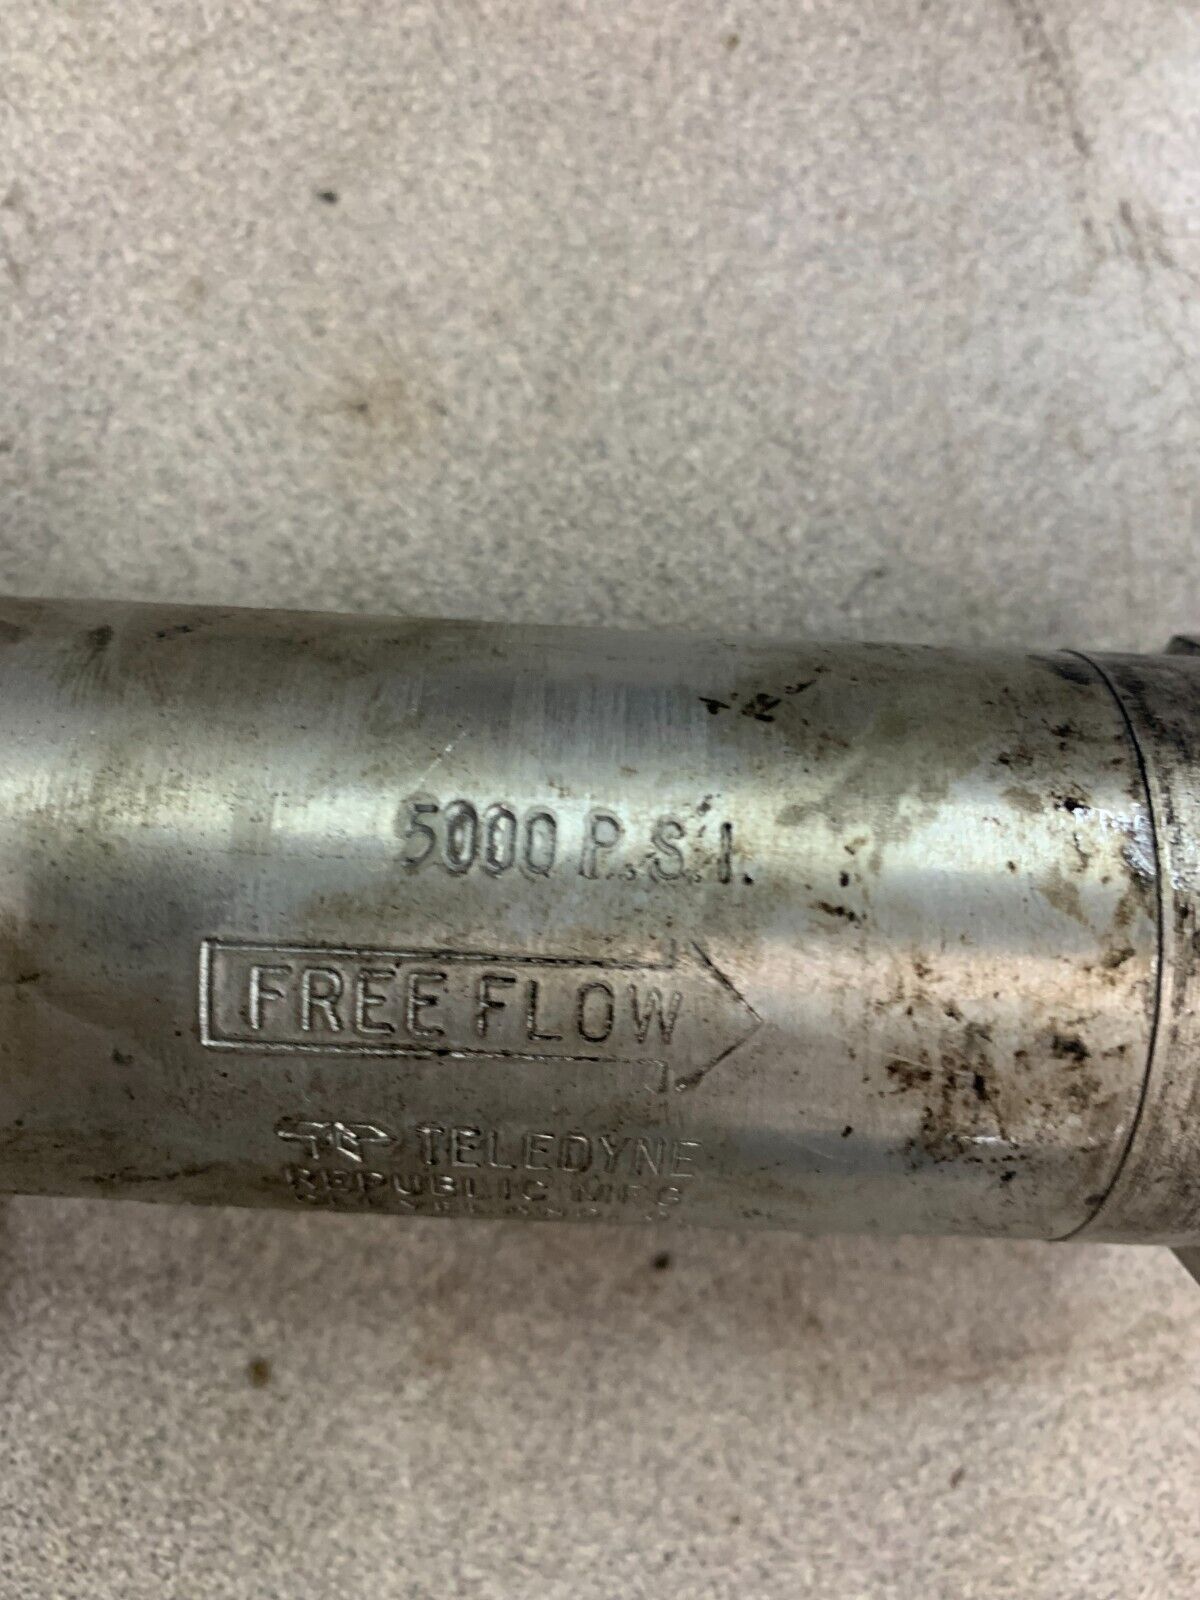 5000 P.S.I.
FREE FLOW
TELEDYNE
REPUBLIC MFG